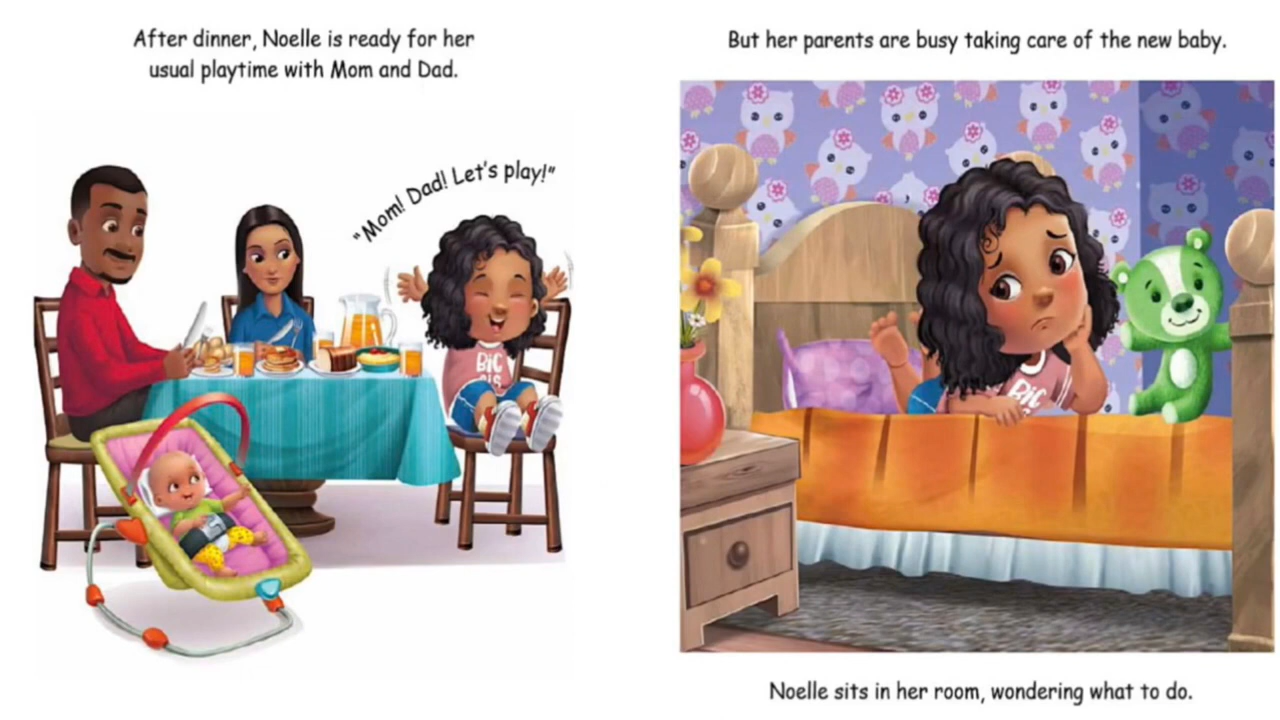 After dinner, Noelle is ready for her
usual playtime with Mom and Dad.
"Mom! Dad! Let's play!"
BIG
SIS
But her parents are busy taking care of the new baby.
BIG
Noelle sits in her room, wondering what to do.